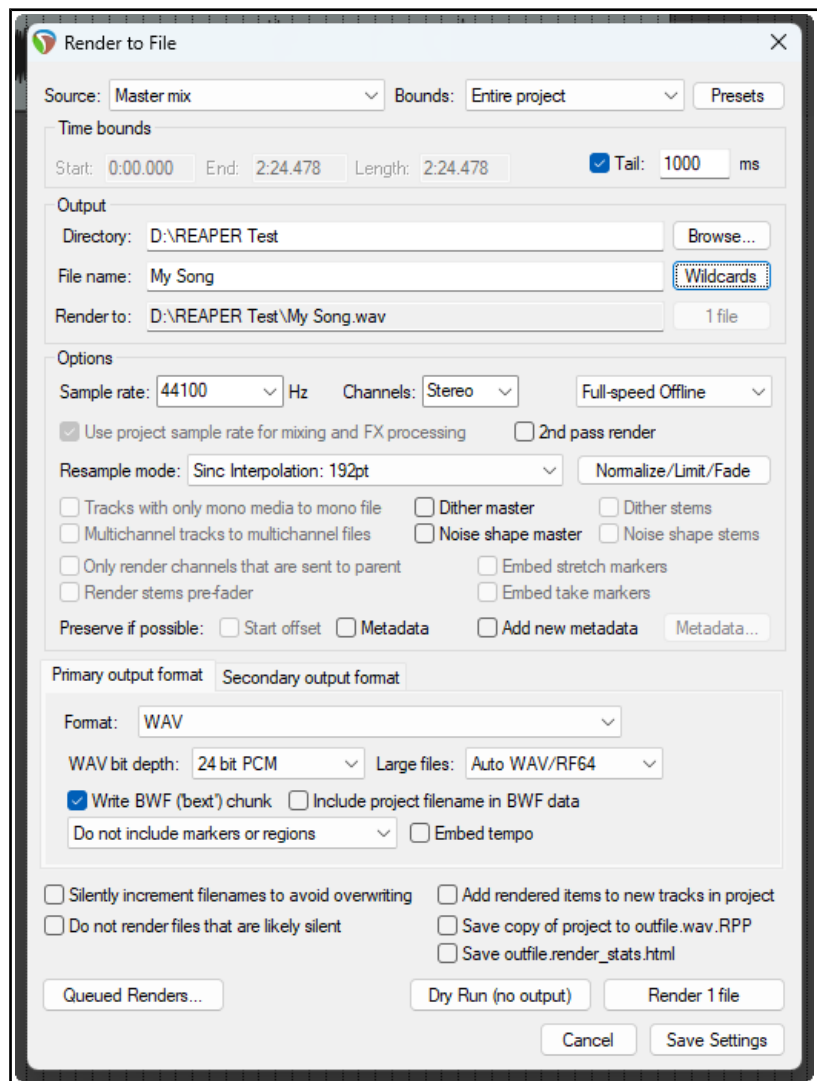 Render to File
Source: Master mix Bounds: Entire project Presets
Time bounds
Start: 0:00.000 End: 2:24.478 Length: 2:24.478 Tail: 1000 ms
Output
Directory: D:\REAPER Test Browse...
File name: My Song Wildcards
Render to: D:\REAPER Test\My Song.wav 1 file
Options
Sample rate: 44100 Hz Channels: Stereo Full-speed Offline
Use project sample rate for mixing and FX processing 2nd pass render
Resample mode: Sinc Interpolation: 192pt Normalize/Limit/Fade
Tracks with only mono media to mono file Dither master Dither stems
Multichannel tracks to multichannel files Noise shape master Noise shape stems
Only render channels that are sent to parent Embed stretch markers
Render stems pre-fader Embed take markers
Preserve if possible: Start offset Metadata Add new metadata Metadata...
Primary output format Secondary output format
Format: WAV
WAV bit depth: 24 bit PCM Large files: Auto WAV/RF64
Write BWF ('bext') chunk Include project filename in BWF data
Do not include markers or regions Embed tempo
Silently increment filenames to avoid overwriting Add rendered items to new tracks in project
Do not render files that are likely silent Save copy of project to outfile.wav.RPP
Save outfile.render_stats.html
Queued Renders... Dry Run (no output) Render 1 file
Cancel Save Settings